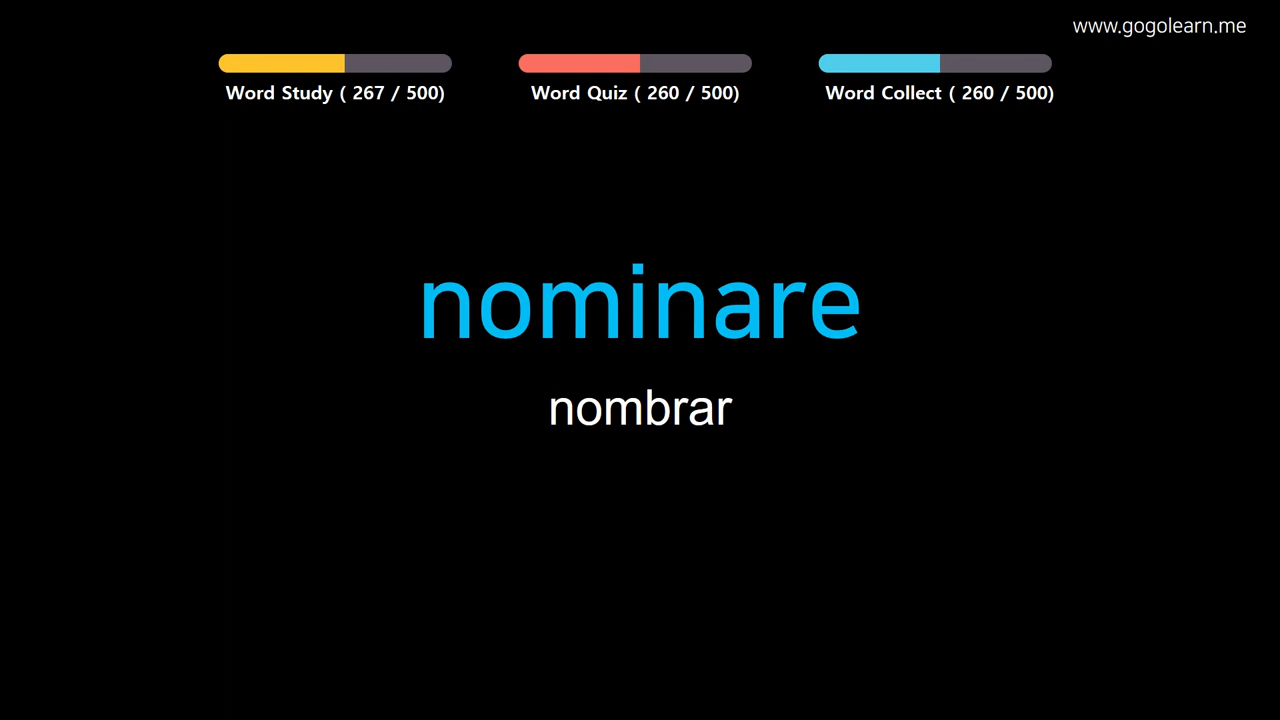 www.gogolearn.me
Word Study ( 267 / 500)
Word Quiz ( 260 / 500)
Word Collect ( 260 / 500)
nominare
nombrar